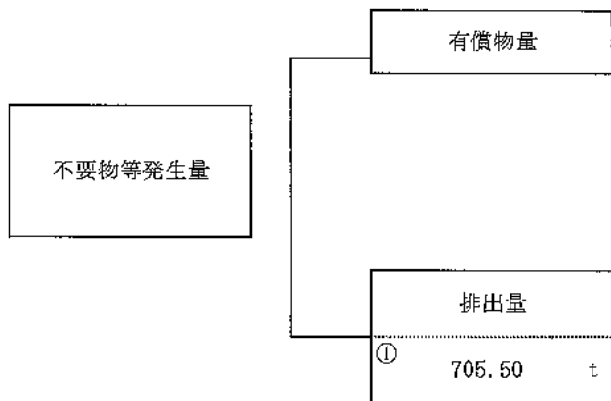 有償物量
不要物等発生量
排出量
①
705.50 t